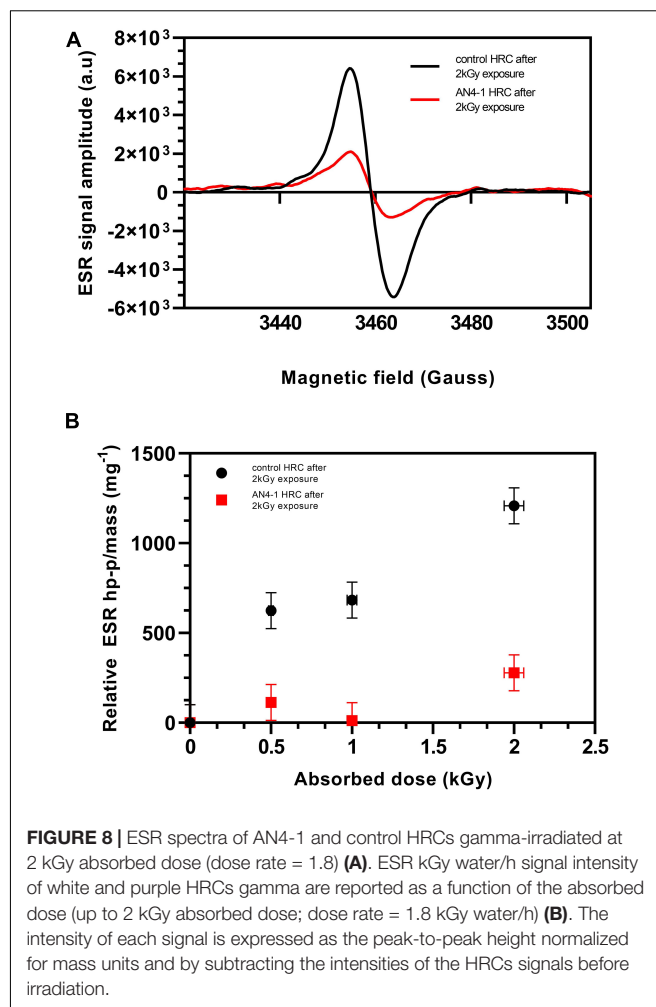 A
ESR signal amplitude (a.u)
8×10³
6×10³
4×10³
2×10³
0
-2×10³
-4×10³
-6×10³
control HRC after
2kGy exposure
AN4-1 HRC after
2kGy exposure
3440
3460
3480
3500
Magnetic field (Gauss)
B
Relative ESR hp-p/mass (mg⁻¹)
1500
1000
500
0
control HRC after
2kGy exposure
AN4-1 HRC after
2kGy exposure
0
0.5
1
1.5
2
2.5
Absorbed dose (kGy)
FIGURE 8 | ESR spectra of AN4-1 and control HRCs gamma-irradiated at
2 kGy absorbed dose (dose rate = 1.8) (A). ESR kGy water/h signal intensity
of white and purple HRCs gamma are reported as a function of the absorbed
dose (up to 2 kGy absorbed dose; dose rate = 1.8 kGy water/h) (B). The
intensity of each signal is expressed as the peak-to-peak height normalized
for mass units and by subtracting the intensities of the HRCs signals before
irradiation.